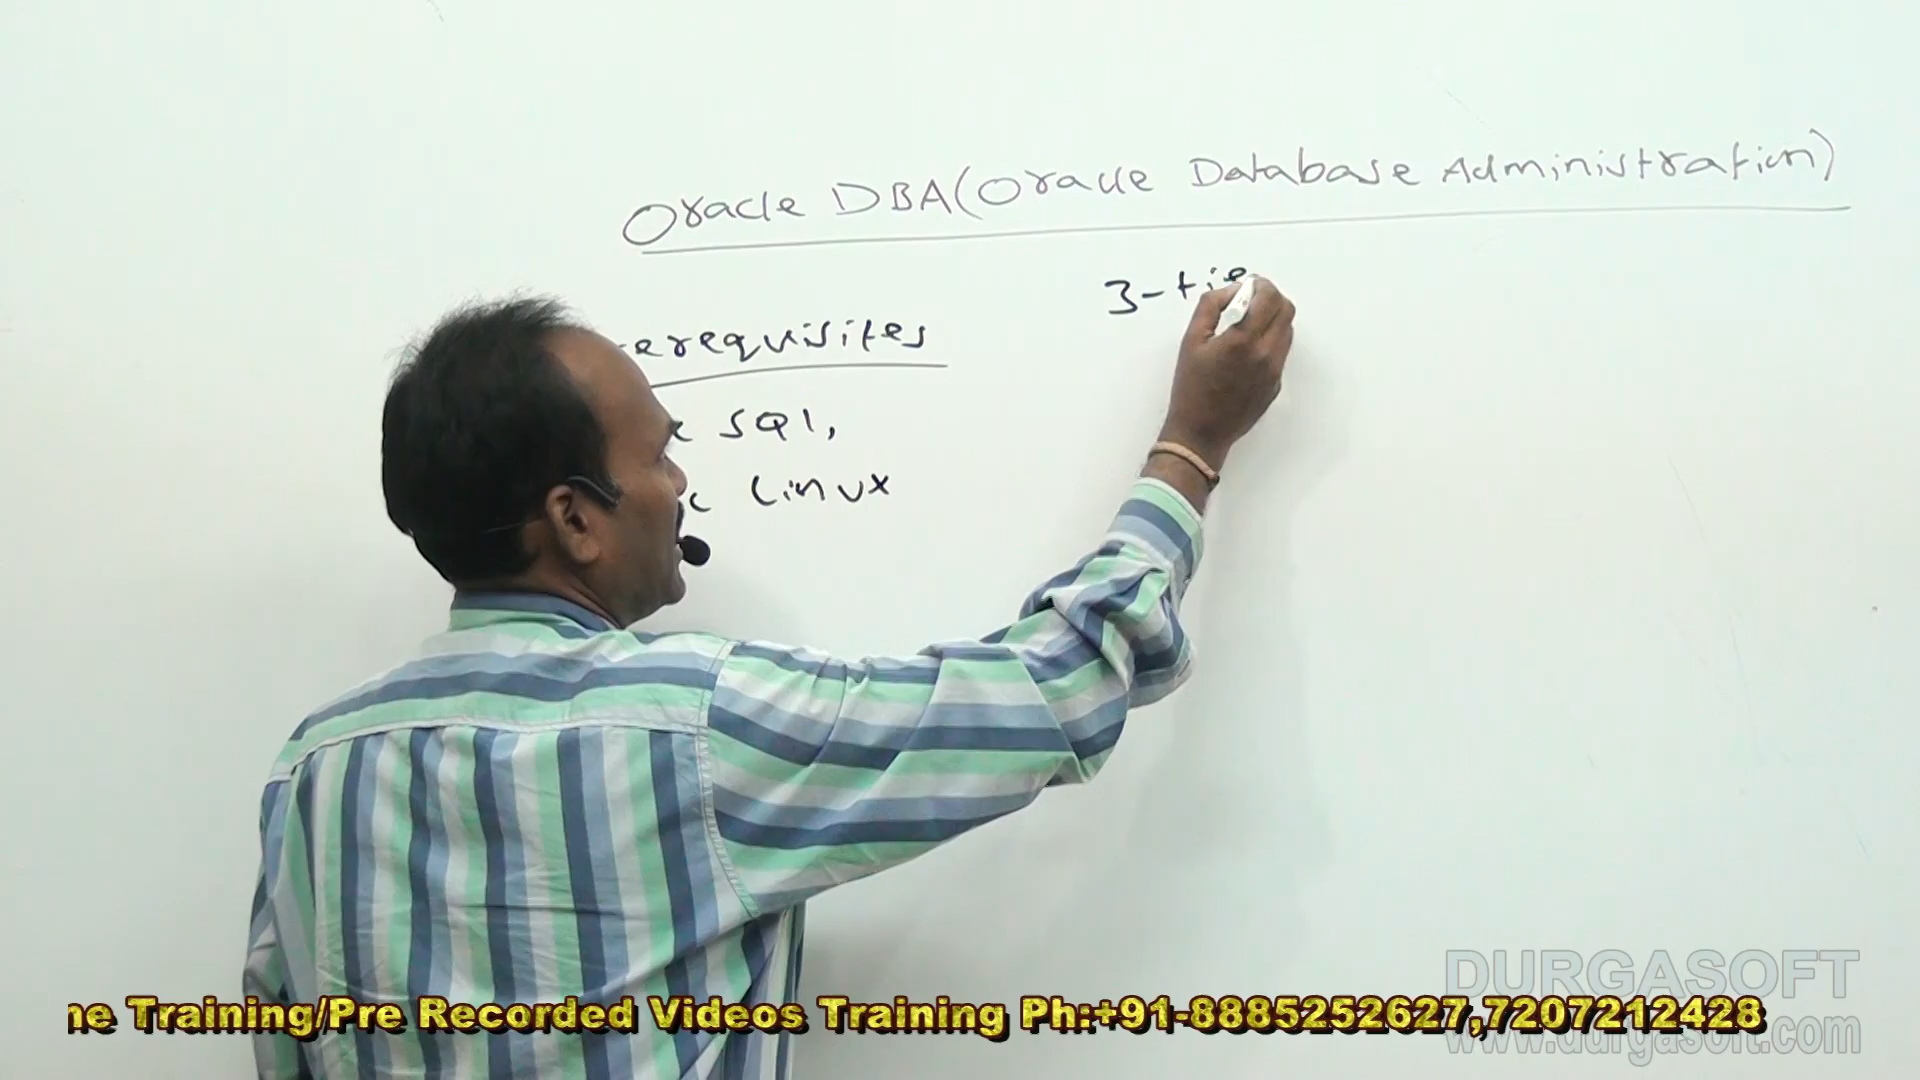 Oracle DBA(Oracle Database Administration)
3-tie
erequisites
SQl,
c Linux
DURGASOFT
www.durgasoft.com
ne Training/Pre Recorded Videos Training Ph:+91-8885252627,7207212428